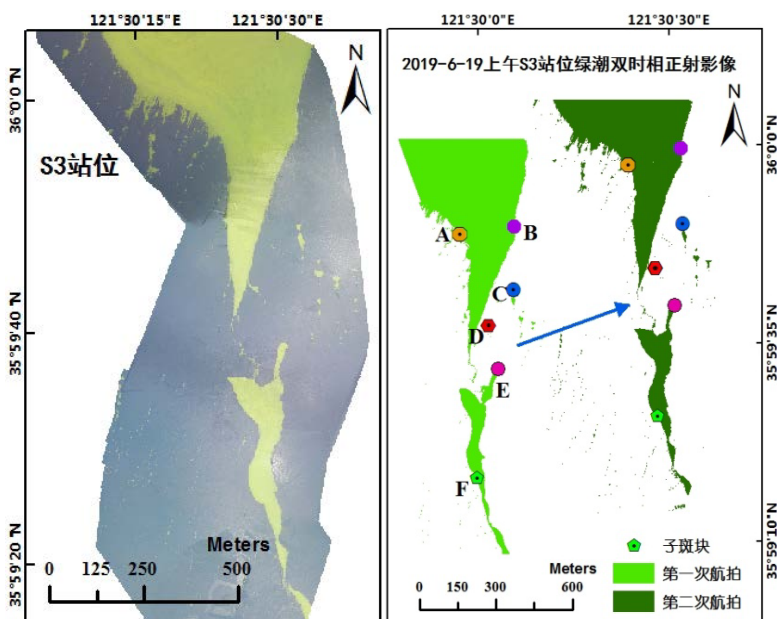 121°30'15"E
121°30'30"E
N
36°0'0"N
S3站位
35°59'40"N
35°59'20"N
Meters
0 125 250 500
121°30'0"E
121°30'30"E
2019-6-19上午S3站位绿潮双时相正射影像
N
36°0'0"N
A
B
C
D
E
F
35°59'35"N
35°59'10"N
子斑块
Meters
第一次航拍
0 150 300 600
第二次航拍